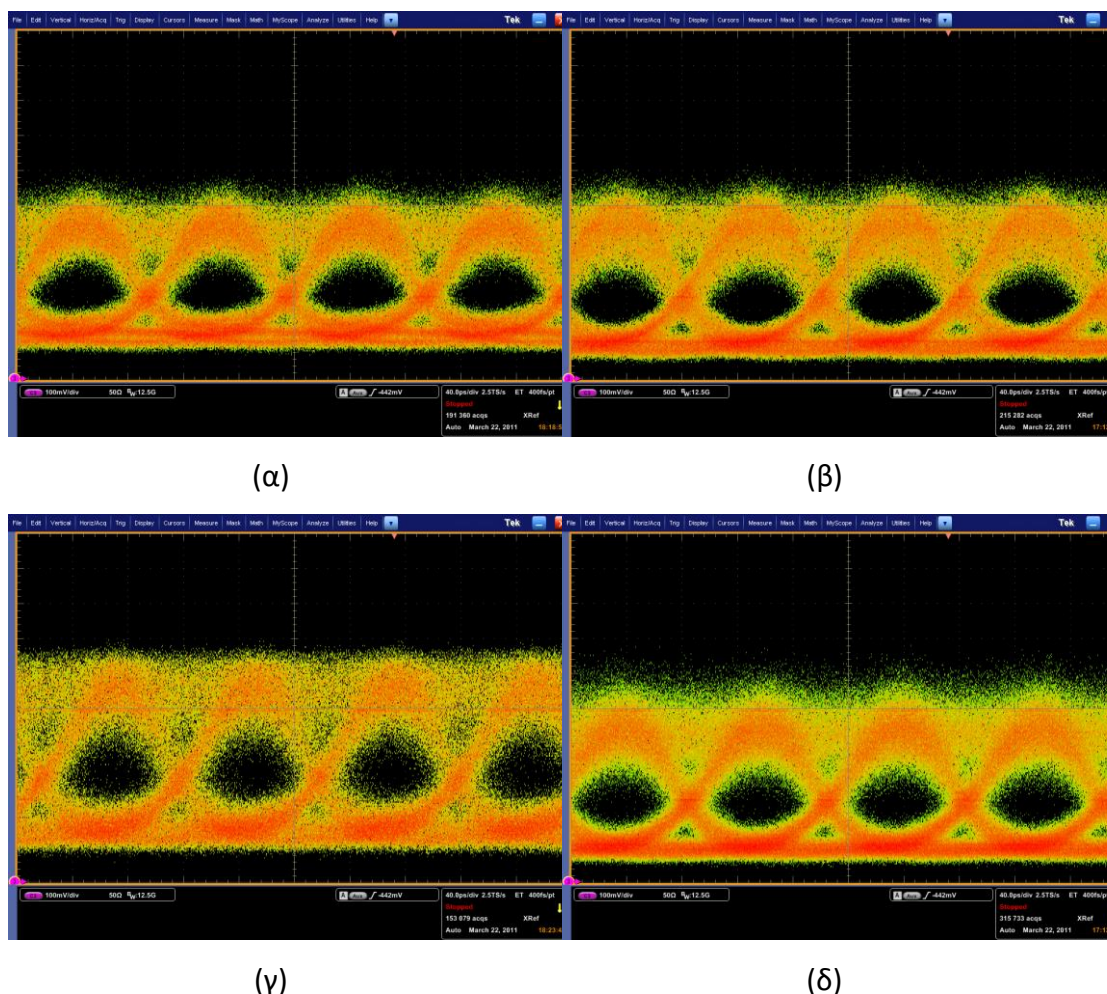 File Edit Vertical Horiz/Acq Trig Display Cursors Measure Mask Math MyScope Analyze Utilities Help Tek
100mV/div 50Ω BW:12.5G A Aux -442mV 40.0ps/div 2.5TS/s ET 400fs/pt
Stopped
191 360 acqs XRef
Auto March 22, 2011
File Edit Vertical Horiz/Acq Trig Display Cursors Measure Mask Math MyScope Analyze Utilities Help Tek
100mV/div 50Ω BW:12.5G A Aux -442mV 40.0ps/div 2.5TS/s ET 400fs/pt
Stopped
215 282 acqs XRef
Auto March 22, 2011
(α) (β)
File Edit Vertical Horiz/Acq Trig Display Cursors Measure Mask Math MyScope Analyze Utilities Help Tek
100mV/div 50Ω BW:12.5G A Aux -442mV 40.0ps/div 2.5TS/s ET 400fs/pt
Stopped
153 079 acqs XRef
Auto March 22, 2011
File Edit Vertical Horiz/Acq Trig Display Cursors Measure Mask Math MyScope Analyze Utilities Help Tek
100mV/div 50Ω BW:12.5G A Aux -442mV 40.0ps/div 2.5TS/s ET 400fs/pt
Stopped
315 733 acqs XRef
Auto March 22, 2011
(γ) (δ)